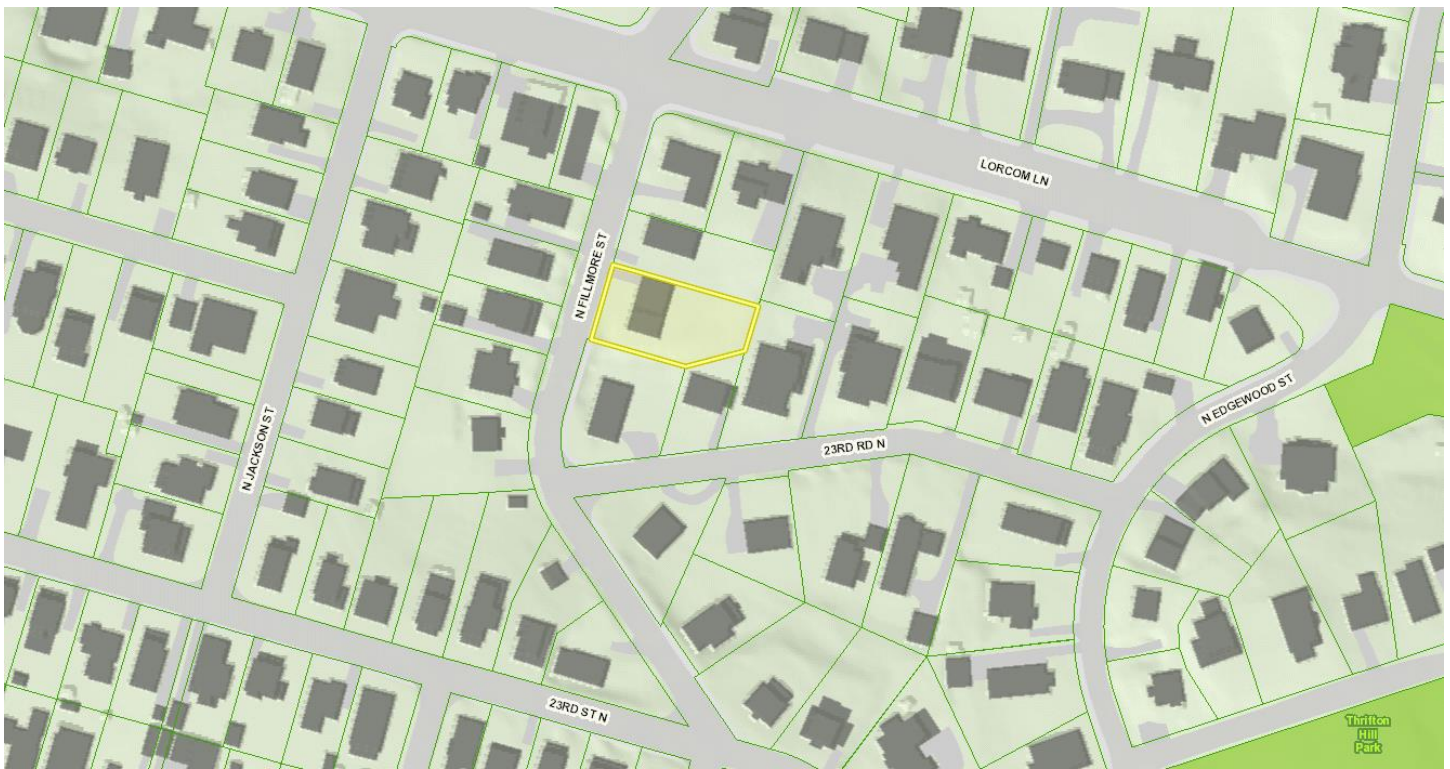 LORCOM LN
N FILLMORE ST
N EDGEWOOD ST
N JACKSON ST
23RD RD N
23RD ST N
Thrifton
Hill
Park